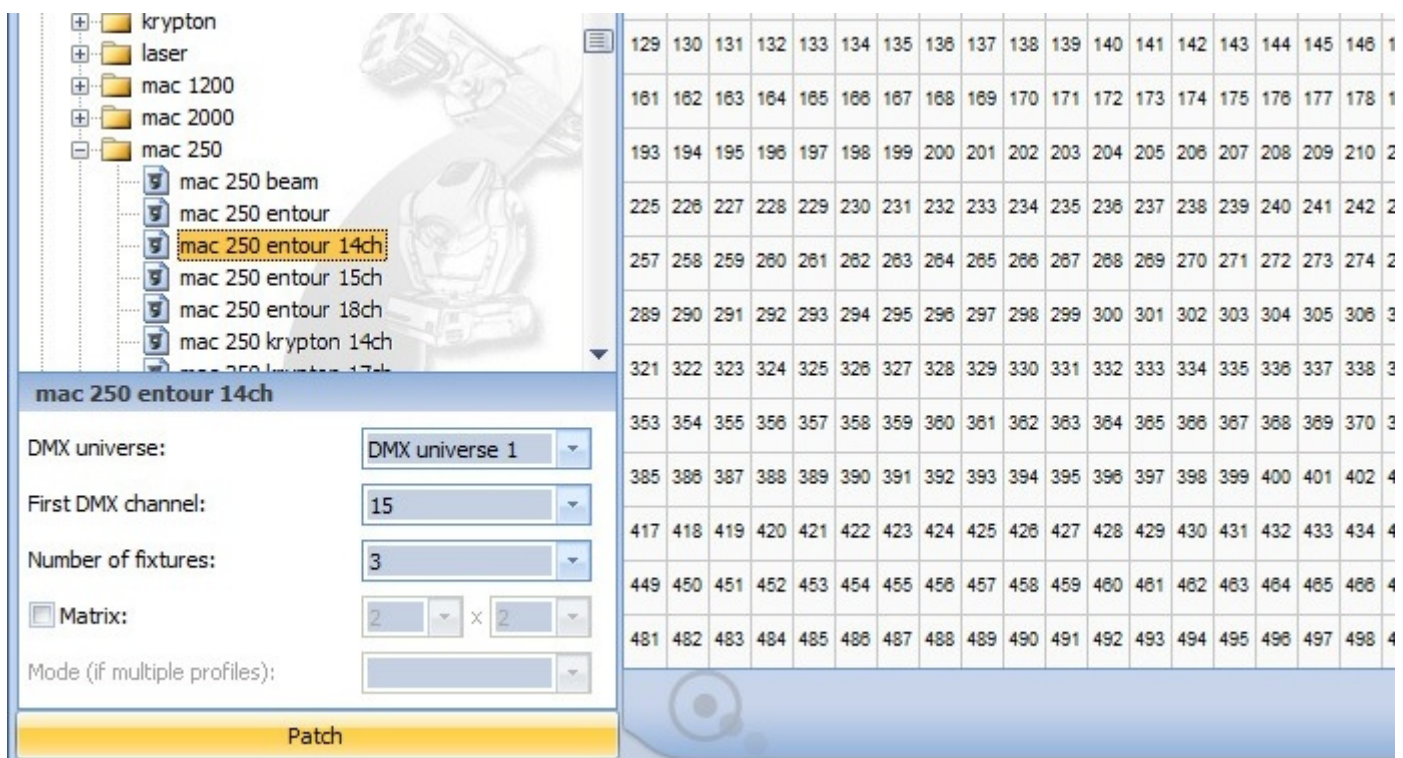 krypton
laser
mac 1200
mac 2000
mac 250
mac 250 beam
mac 250 entour
mac 250 entour 14ch
mac 250 entour 15ch
mac 250 entour 18ch
mac 250 krypton 14ch
mac 250 krypton 17ch
mac 250 entour 14ch
DMX universe: DMX universe 1
First DMX channel: 15
Number of fixtures: 3
Matrix: 2 x 2
Mode (if multiple profiles):
Patch
129 130 131 132 133 134 135 136 137 138 139 140 141 142 143 144 145 146
161 162 163 164 165 166 167 168 169 170 171 172 173 174 175 176 177 178
193 194 195 196 197 198 199 200 201 202 203 204 205 206 207 208 209 210
225 226 227 228 229 230 231 232 233 234 235 236 237 238 239 240 241 242
257 258 259 260 261 262 263 264 265 266 267 268 269 270 271 272 273 274
289 290 291 292 293 294 295 296 297 298 299 300 301 302 303 304 305 306
321 322 323 324 325 326 327 328 329 330 331 332 333 334 335 336 337 338
353 354 355 356 357 358 359 360 361 362 363 364 365 366 367 368 369 370
385 386 387 388 389 390 391 392 393 394 395 396 397 398 399 400 401 402
417 418 419 420 421 422 423 424 425 426 427 428 429 430 431 432 433 434
449 450 451 452 453 454 455 456 457 458 459 460 461 462 463 464 465 466
481 482 483 484 485 486 487 488 489 490 491 492 493 494 495 496 497 498